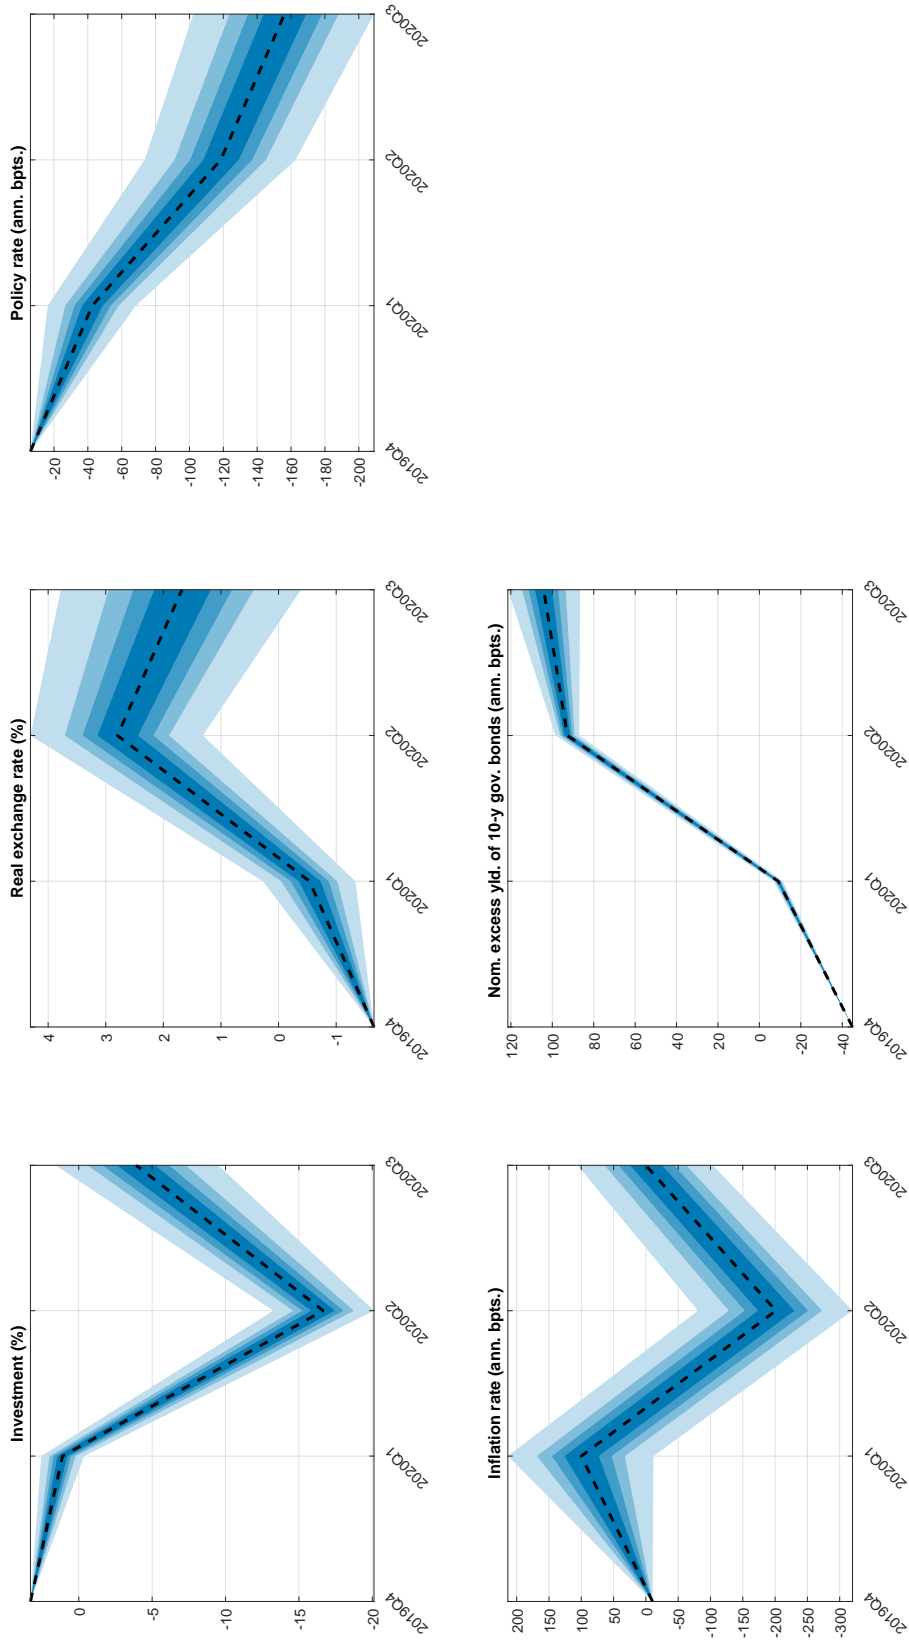 Investment (%)
0
-5
-10
-15
-20
2019Q4
2020Q1
2020Q2
2020Q3
Real exchange rate (%)
4
3
2
1
0
-1
2019Q4
2020Q1
2020Q2
2020Q3
Policy rate (ann. bpts.)
-20
-40
-60
-80
-100
-120
-140
-160
-180
-200
2019Q4
2020Q1
2020Q2
2020Q3
Inflation rate (ann. bpts.)
200
150
100
50
0
-50
-100
-150
-200
-250
-300
2019Q4
2020Q1
2020Q2
2020Q3
Nom. excess yld. of 10-y gov. bonds (ann. bpts.)
120
100
80
60
40
20
0
-20
-40
2019Q4
2020Q1
2020Q2
2020Q3